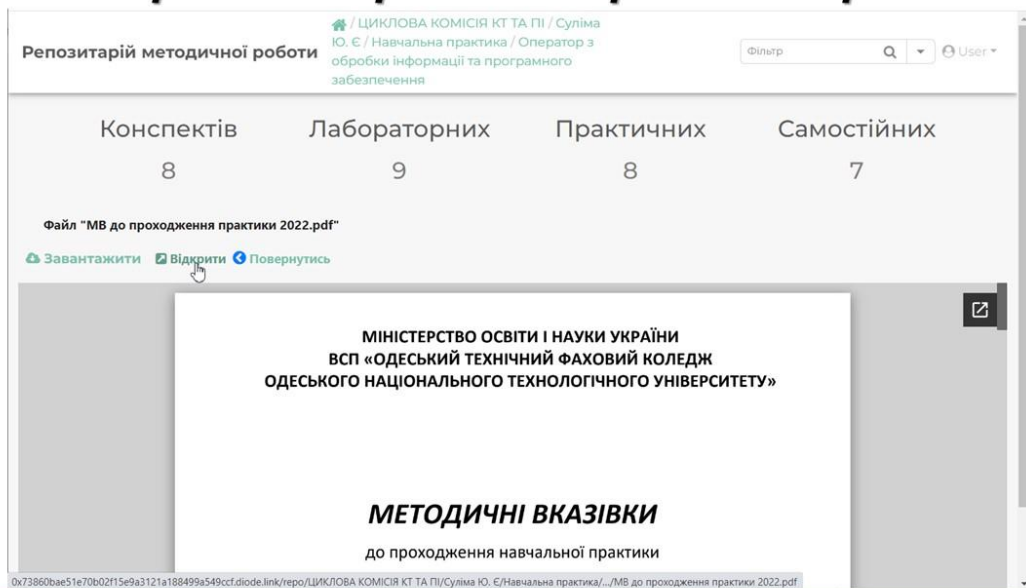 Репозитарій методичної роботи
/ ЦИКЛОВА КОМІСІЯ КТ ТА ПІ / Суліма
Ю. Є / Навчальна практика / Оператор з
обробки інформації та програмного
забезпечення
Фільтр
User
Конспектів Лабораторних Практичних Самостійних
8 9 8 7
Файл "МВ до проходження практики 2022.pdf"
Завантажити Відкрити Повернутись
МІНІСТЕРСТВО ОСВІТИ І НАУКИ УКРАЇНИ
ВСП «ОДЕСЬКИЙ ТЕХНІЧНИЙ ФАХОВИЙ КОЛЕДЖ
ОДЕСЬКОГО НАЦІОНАЛЬНОГО ТЕХНОЛОГІЧНОГО УНІВЕРСИТЕТУ»
МЕТОДИЧНІ ВКАЗІВКИ
до проходження навчальної практики
0x73860bae51e70b02f15e9a3121a188499a549ccf.diode.link/repo/ЦИКЛОВА КОМІСІЯ КТ ТА ПІ/Суліма Ю. Є/Навчальна практика/.../МВ до проходження практики 2022.pdf